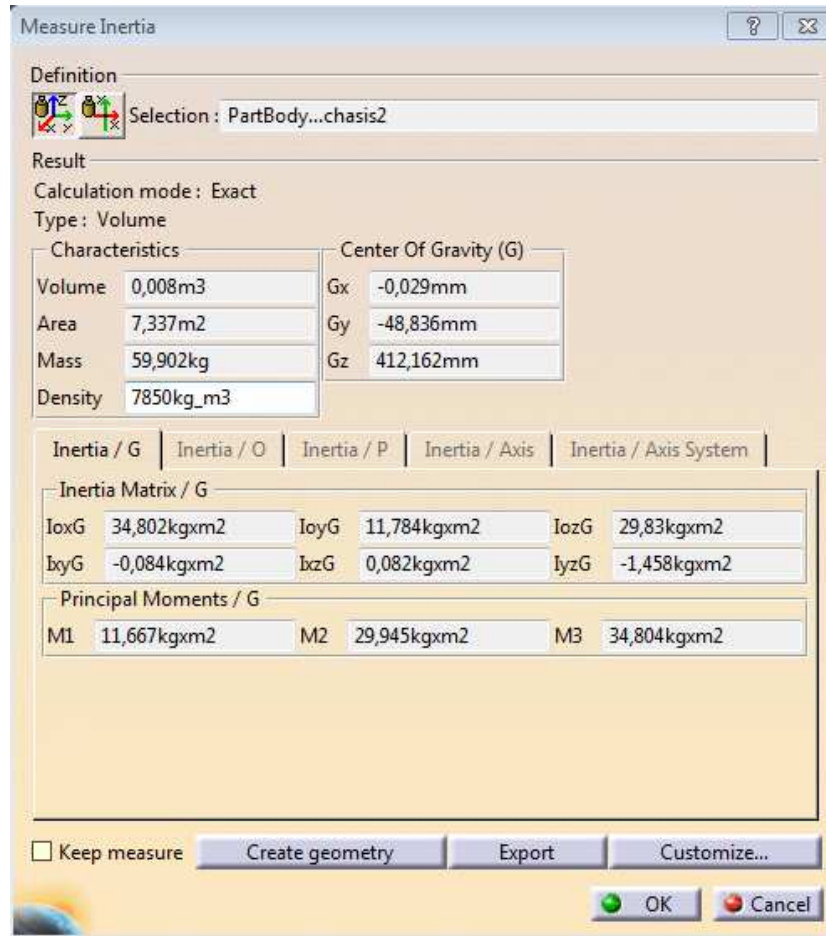 Measure Inertia
Definition
Selection : PartBody...chasis2
Result
Calculation mode : Exact
Type : Volume
Characteristics Center Of Gravity (G)
Volume 0,008m3 Gx -0,029mm
Area 7,337m2 Gy -48,836mm
Mass 59,902kg Gz 412,162mm
Density 7850kg_m3
Inertia / G Inertia / O Inertia / P Inertia / Axis Inertia / Axis System
Inertia Matrix / G
IoxG 34,802kgxm2 IoyG 11,784kgxm2 IozG 29,83kgxm2
IxyG -0,084kgxm2 IxzG 0,082kgxm2 IyzG -1,458kgxm2
Principal Moments / G
M1 11,667kgxm2 M2 29,945kgxm2 M3 34,804kgxm2
Keep measure Create geometry Export Customize...
OK Cancel